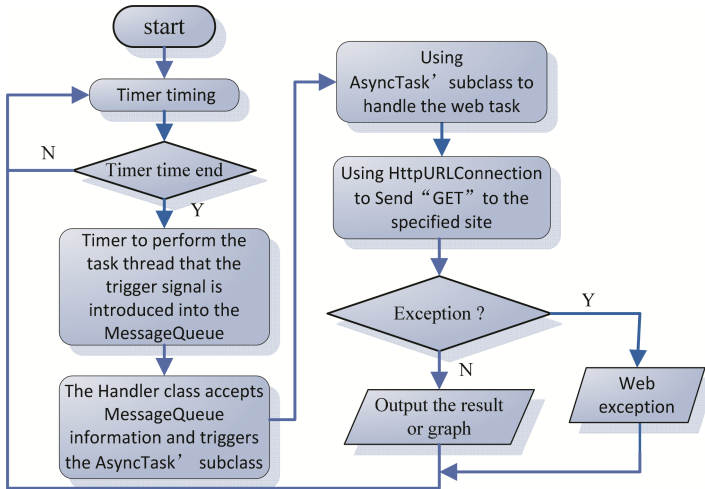 start
Timer timing
N
Timer time end
Y
Timer to perform the
task thread that the
trigger signal is
introduced into the
MessageQueue
The Handler class accepts
MessageQueue
information and triggers
the AsyncTask’ subclass
Using
AsyncTask’ subclass to
handle the web task
Using HttpURLConnection
to Send“GET”to the
specified site
Exception ?
Y
N
Output the result
or graph
Web
exception